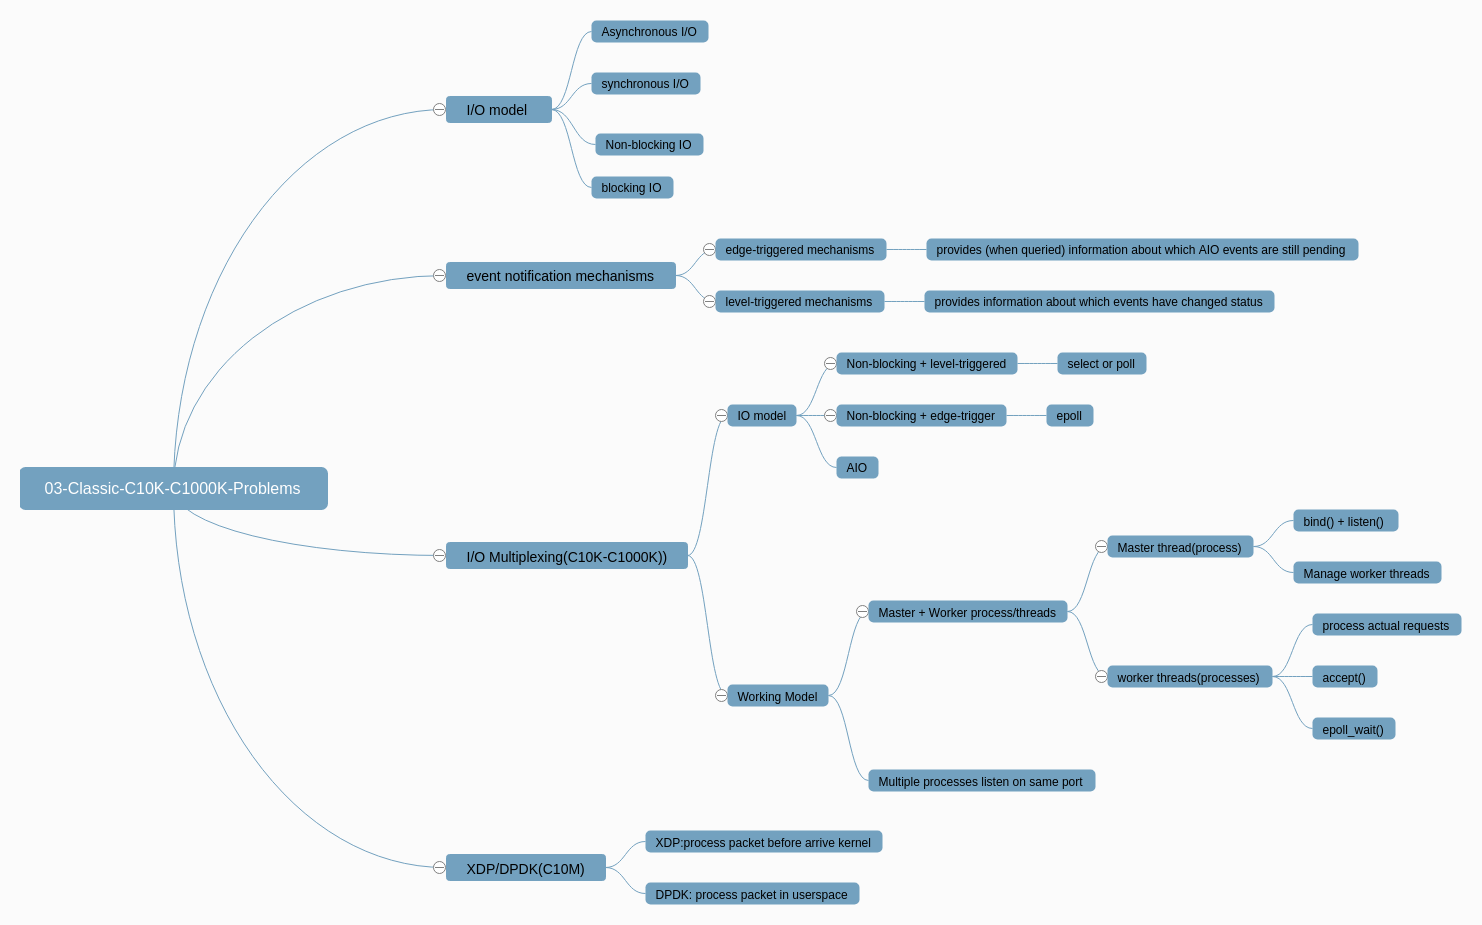 03-Classic-C10K-C1000K-Problems
I/O model
Asynchronous I/O
synchronous I/O
Non-blocking IO
blocking IO
event notification mechanisms
edge-triggered mechanisms
provides (when queried) information about which AIO events are still pending
level-triggered mechanisms
provides information about which events have changed status
I/O Multiplexing(C10K-C1000K))
IO model
Non-blocking + level-triggered
select or poll
Non-blocking + edge-trigger
epoll
AIO
Working Model
Master + Worker process/threads
Master thread(process)
bind() + listen()
Manage worker threads
worker threads(processes)
process actual requests
accept()
epoll_wait()
Multiple processes listen on same port
XDP/DPDK(C10M)
XDP:process packet before arrive kernel
DPDK: process packet in userspace